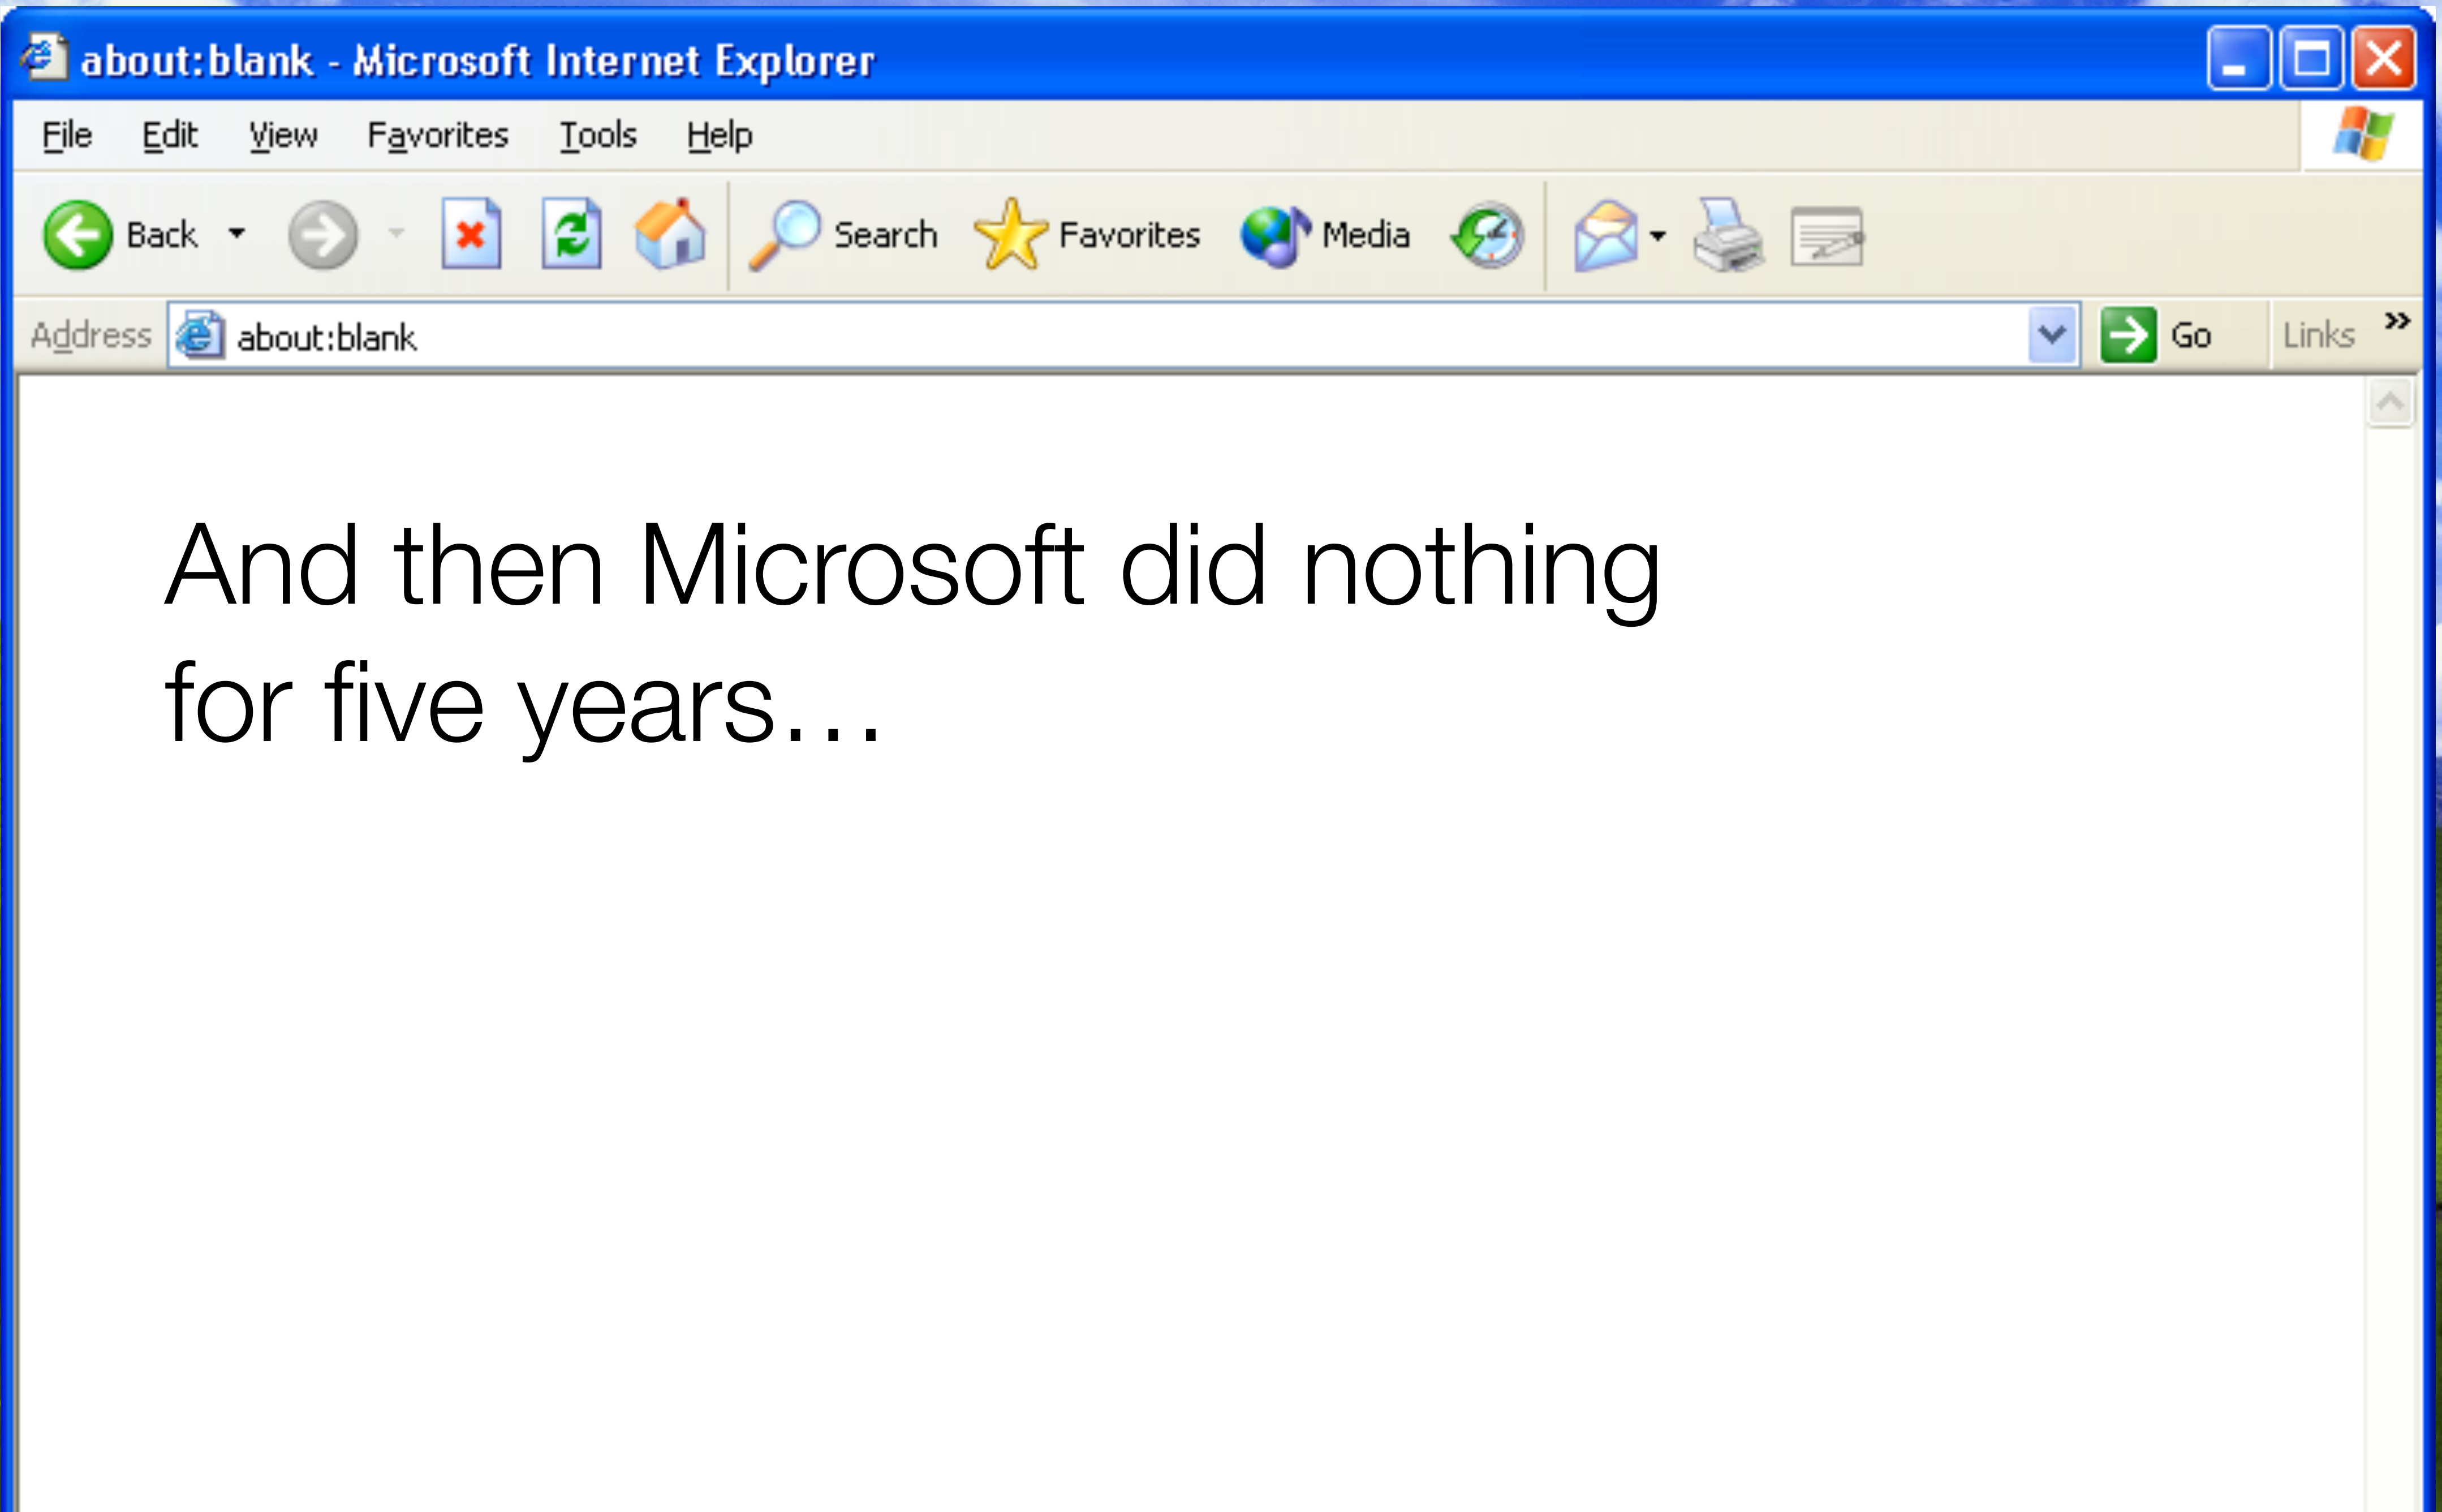 about:blank - Microsoft Internet Explorer
File Edit View Favorites Tools Help
Back Search Favorites Media
Address about:blank Go Links »
And then Microsoft did nothing
for five years…